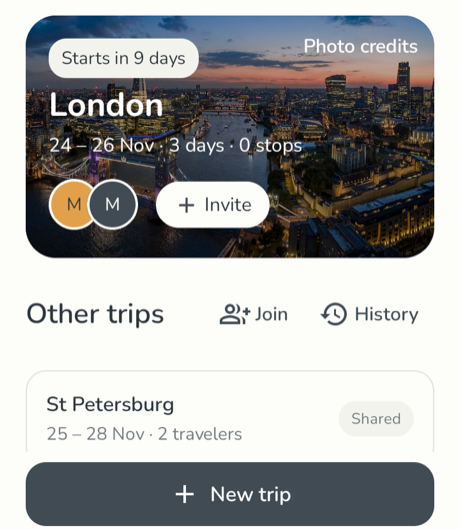 Starts in 9 days
Photo credits
London
24 – 26 Nov · 3 days · 0 stops
M
M
+ Invite
Other trips
Join
History
St Petersburg
25 – 28 Nov · 2 travelers
Shared
+ New trip